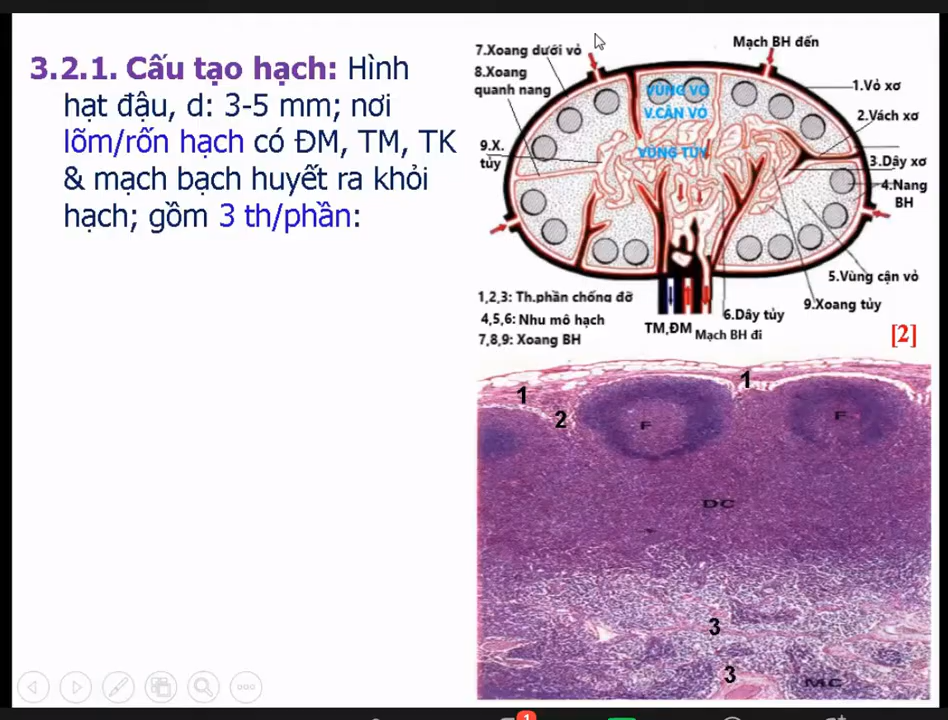 3.2.1. Cấu tạo hạch: Hình
hạt đậu, d: 3-5 mm; nơi
lõm/rốn hạch có ĐM, TM, TK
& mạch bạch huyết ra khỏi
hạch; gồm 3 th/phần:
7.Xoang dưới vỏ
8.Xoang
quanh nang
9.X.
tủy
Mạch BH đến
1.Vỏ xơ
2.Vách xơ
3.Dây xơ
4.Nang
BH
5.Vùng cận vỏ
9.Xoang tủy
VÙNG VỎ
V.CẬN VỎ
VÙNG TỦY
6.Dây tủy
TM,ĐM
Mạch BH đi
1,2,3: Th.phần chống đỡ
4,5,6: Nhu mô hạch
7,8,9: Xoang BH
[2]
1
1
2
F
F
DC
3
3
MC
1